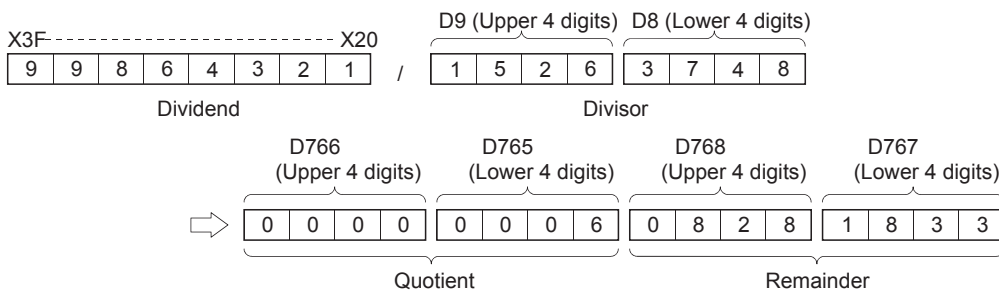 D9 (Upper 4 digits) D8 (Lower 4 digits)
X3F X20
9 9 8 6 4 3 2 1 / 1 5 2 6 3 7 4 8
Dividend Divisor
D766 D765 D768 D767
(Upper 4 digits) (Lower 4 digits) (Upper 4 digits) (Lower 4 digits)
0 0 0 0 0 0 0 6 0 8 2 8 1 8 3 3
Quotient Remainder